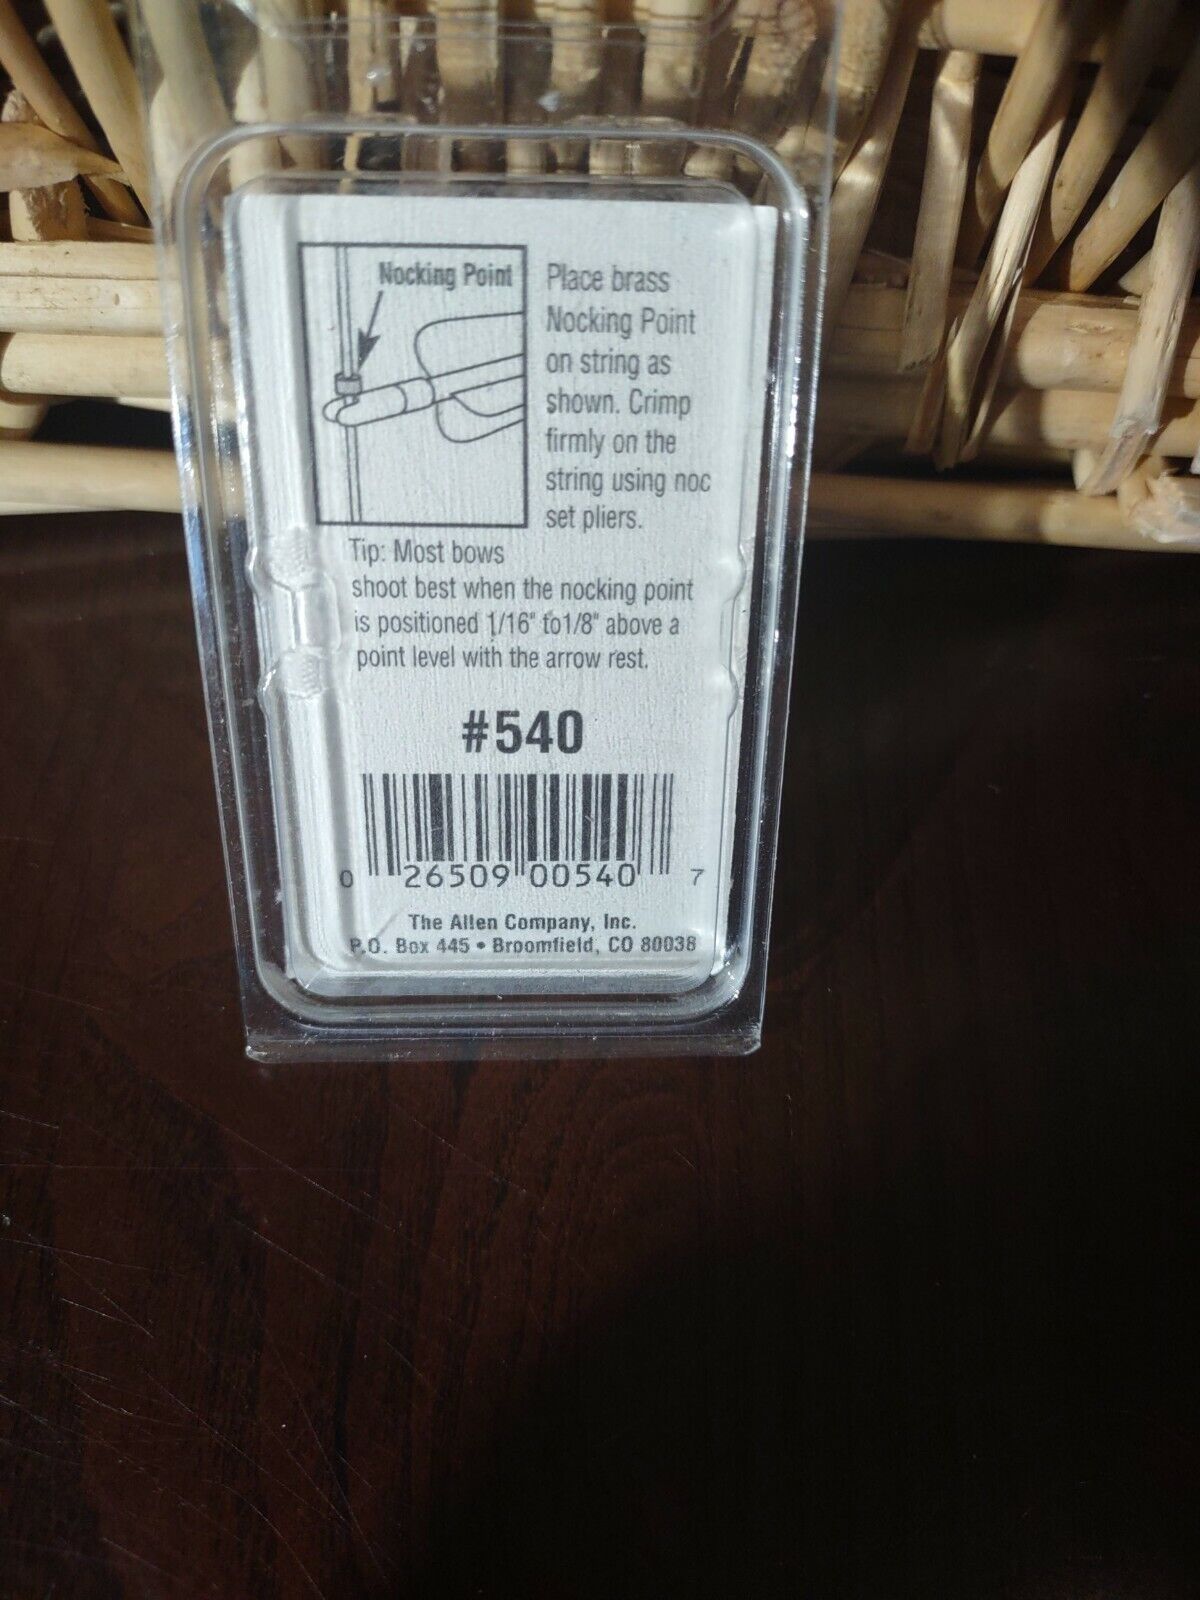 Nocking Point
Place brass
Nocking Point
on string as
shown. Crimp
firmly on the
string using noc
set pliers.
Tip: Most bows
shoot best when the nocking point
is positioned 1/16" to1/8" above a
point level with the arrow rest.
#540
0 26509 00540 7
The Allen Company, Inc.
P.O. Box 445 • Broomfield, CO 80038